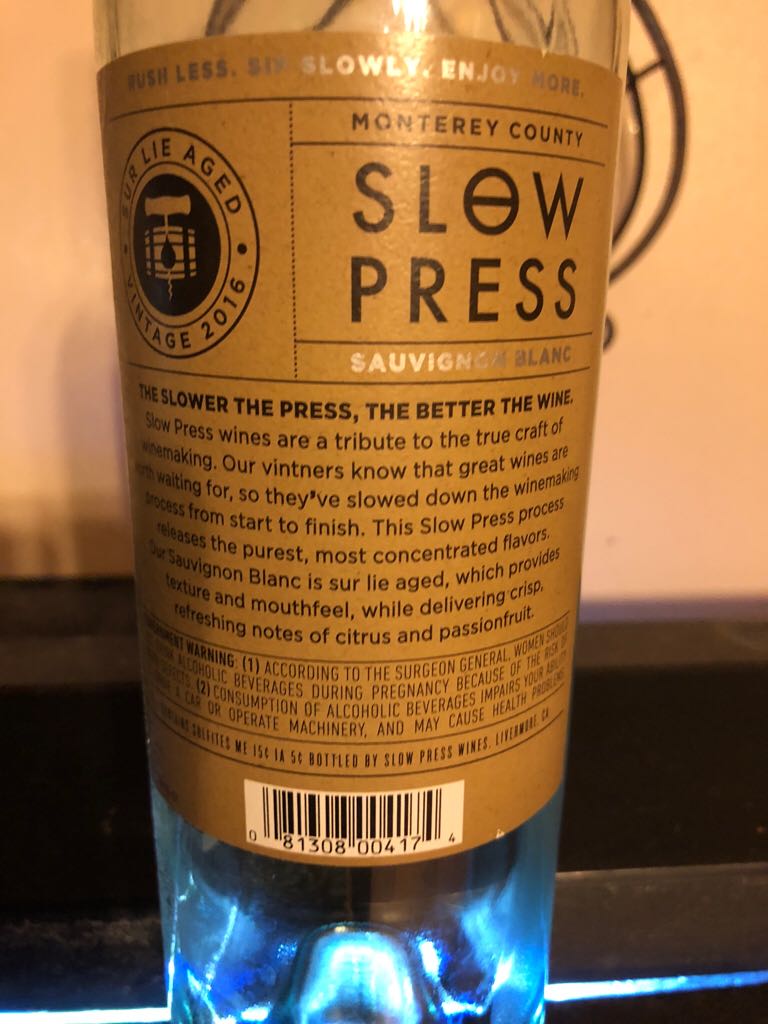 RUSH LESS. SIP SLOWLY. ENJOY MORE.
SUR LIE AGED
VINTAGE 2016
MONTEREY COUNTY
SLOW
PRESS
SAUVIGNON BLANC
THE SLOWER THE PRESS, THE BETTER THE WINE.
Slow Press wines are a tribute to the true craft of
winemaking. Our vintners know that great wines are
worth waiting for, so they've slowed down the winemaking
process from start to finish. This Slow Press process
releases the purest, most concentrated flavors.
Our Sauvignon Blanc is sur lie aged, which provides
texture and mouthfeel, while delivering crisp,
refreshing notes of citrus and passionfruit.
GOVERNMENT WARNING: (1) ACCORDING TO THE SURGEON GENERAL, WOMEN SHOULD
DRINK ALCOHOLIC BEVERAGES DURING PREGNANCY BECAUSE OF THE RISK OF
DEFECTS. (2) CONSUMPTION OF ALCOHOLIC BEVERAGES IMPAIRS YOUR ABILITY
A CAR OR OPERATE MACHINERY, AND MAY CAUSE HEALTH PROBLEMS.
CONTAINS SULFITES ME 15¢ IA 5¢ BOTTLED BY SLOW PRESS WINES, LIVERMORE, CA
0 81308 00417 4